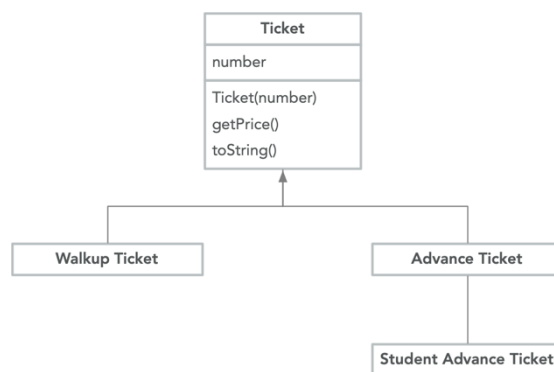 Ticket
number
Ticket(number)
getPrice()
toString()
Walkup Ticket
Advance Ticket
Student Advance Ticket